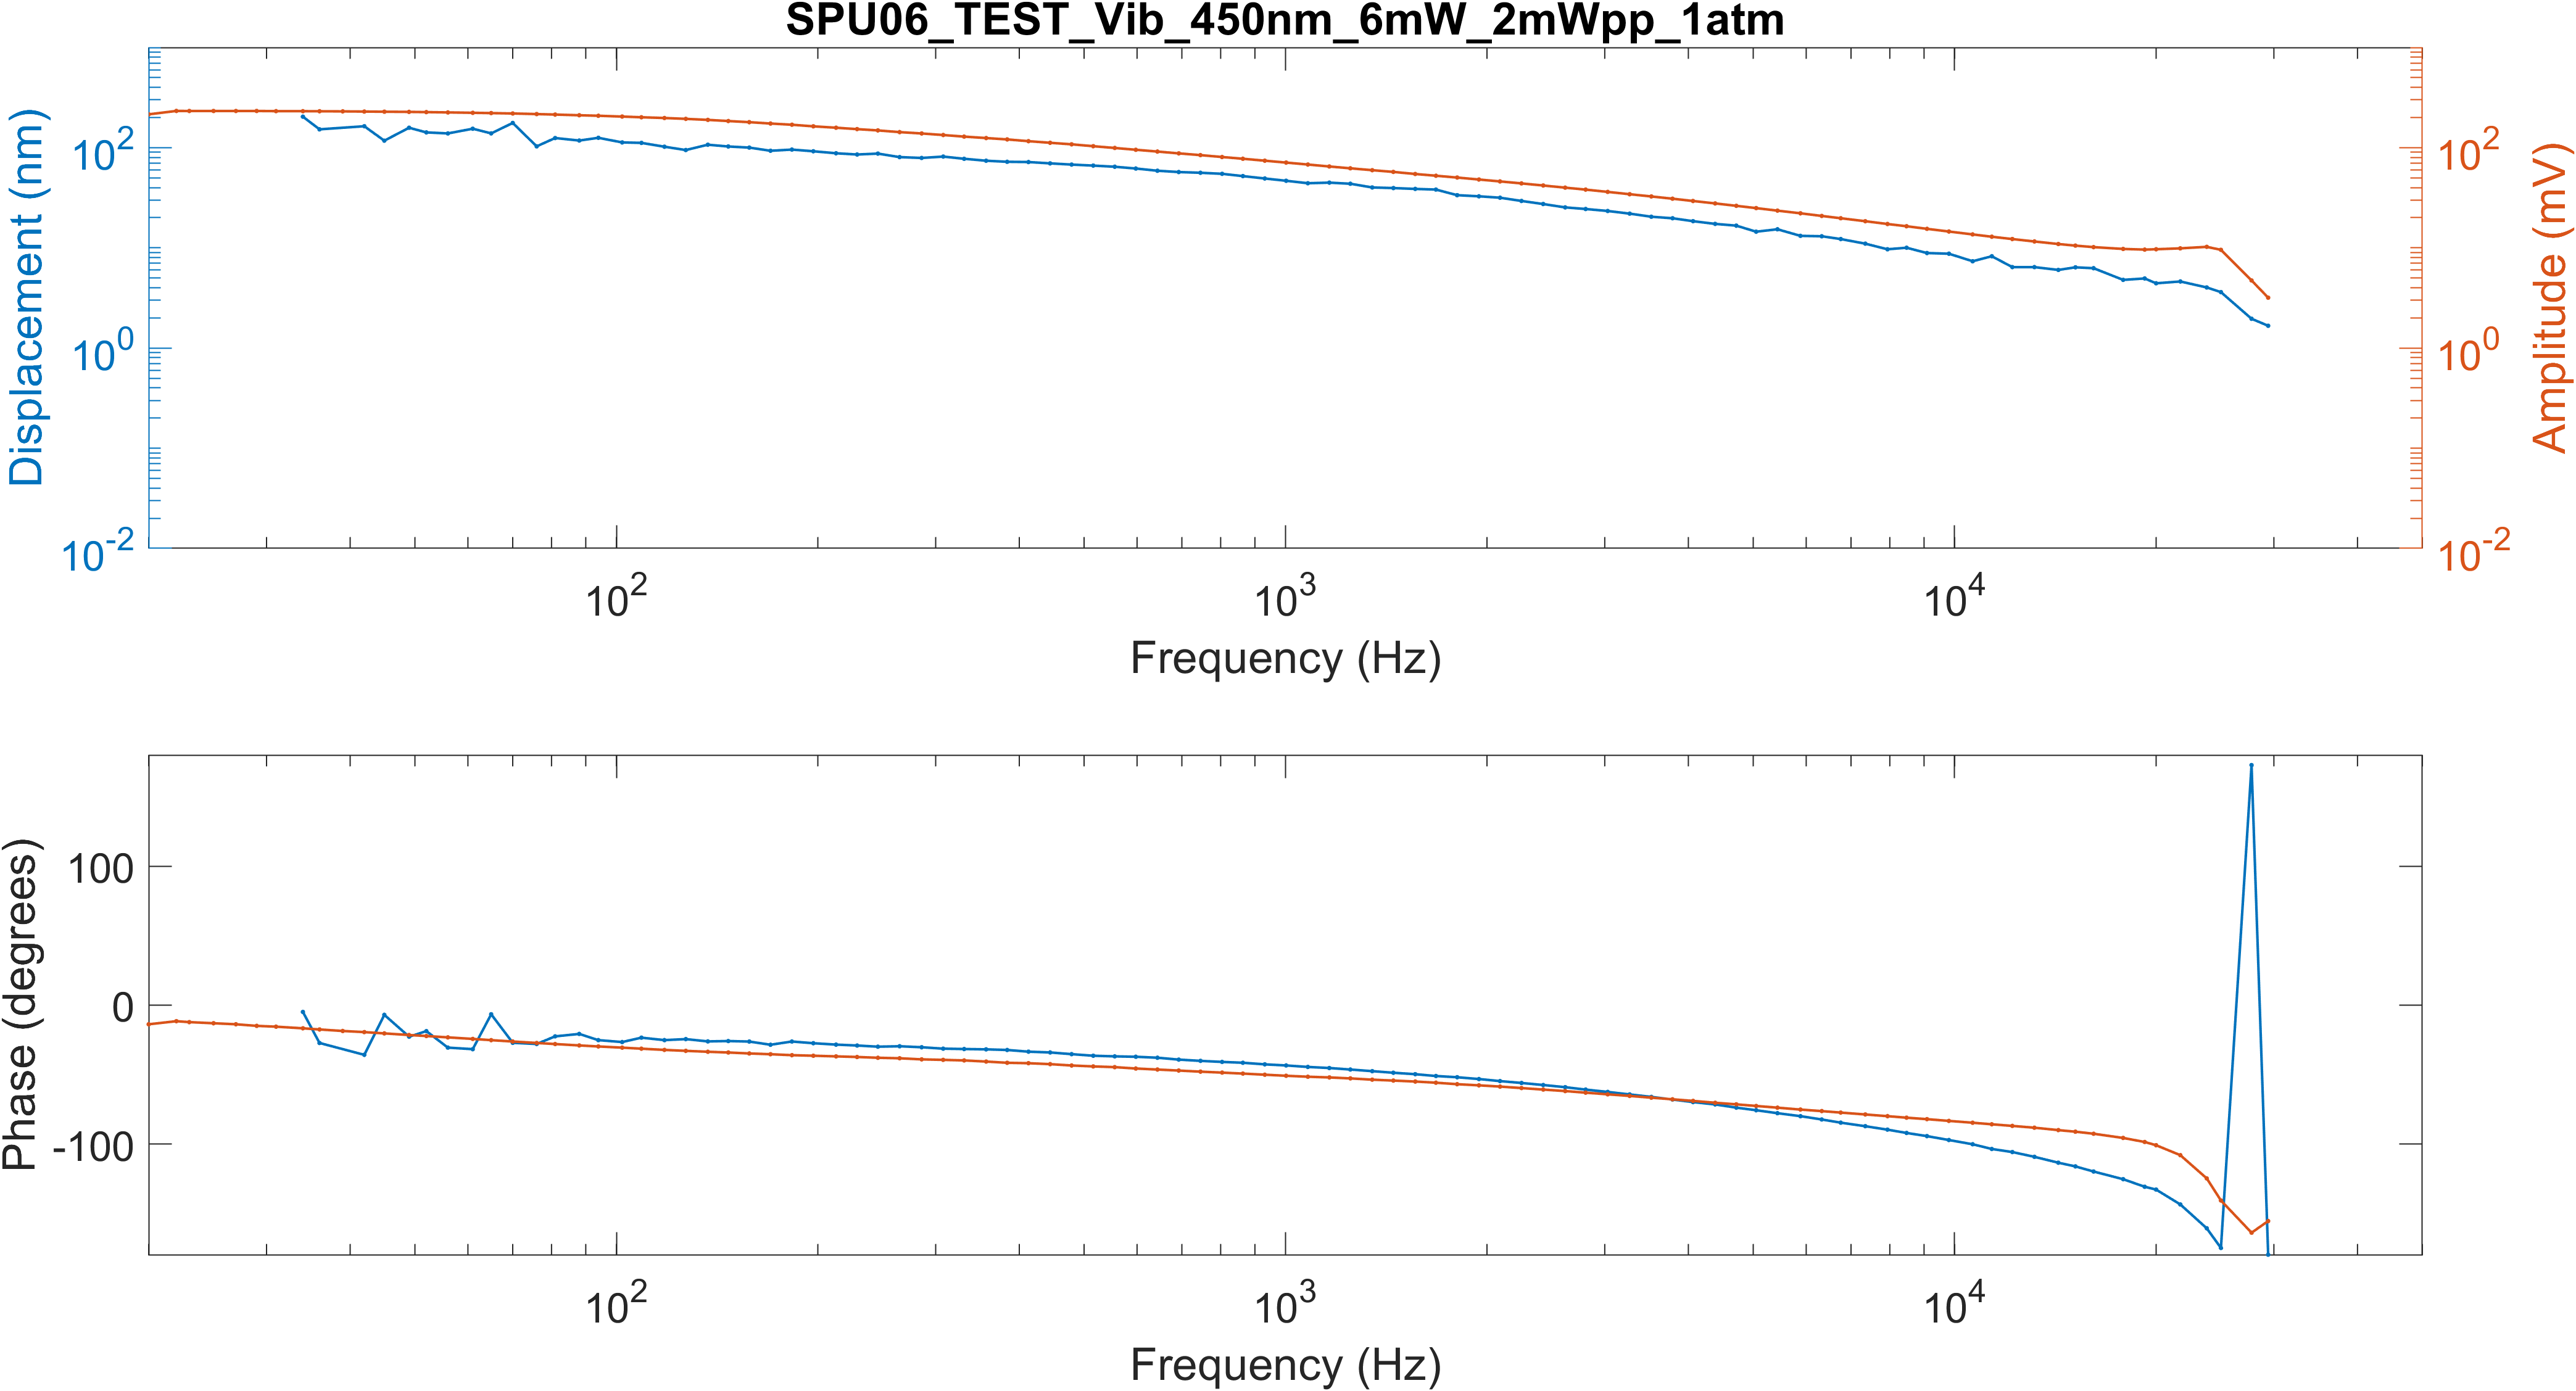 SPU06_TEST_Vib_450nm_6mW_2mWpp_1atm
Displacement (nm)
10^2
10^0
10^-2
Amplitude (mV)
10^2
10^0
10^-2
10^2
10^3
10^4
Frequency (Hz)
Phase (degrees)
100
0
-100
10^2
10^3
10^4
Frequency (Hz)